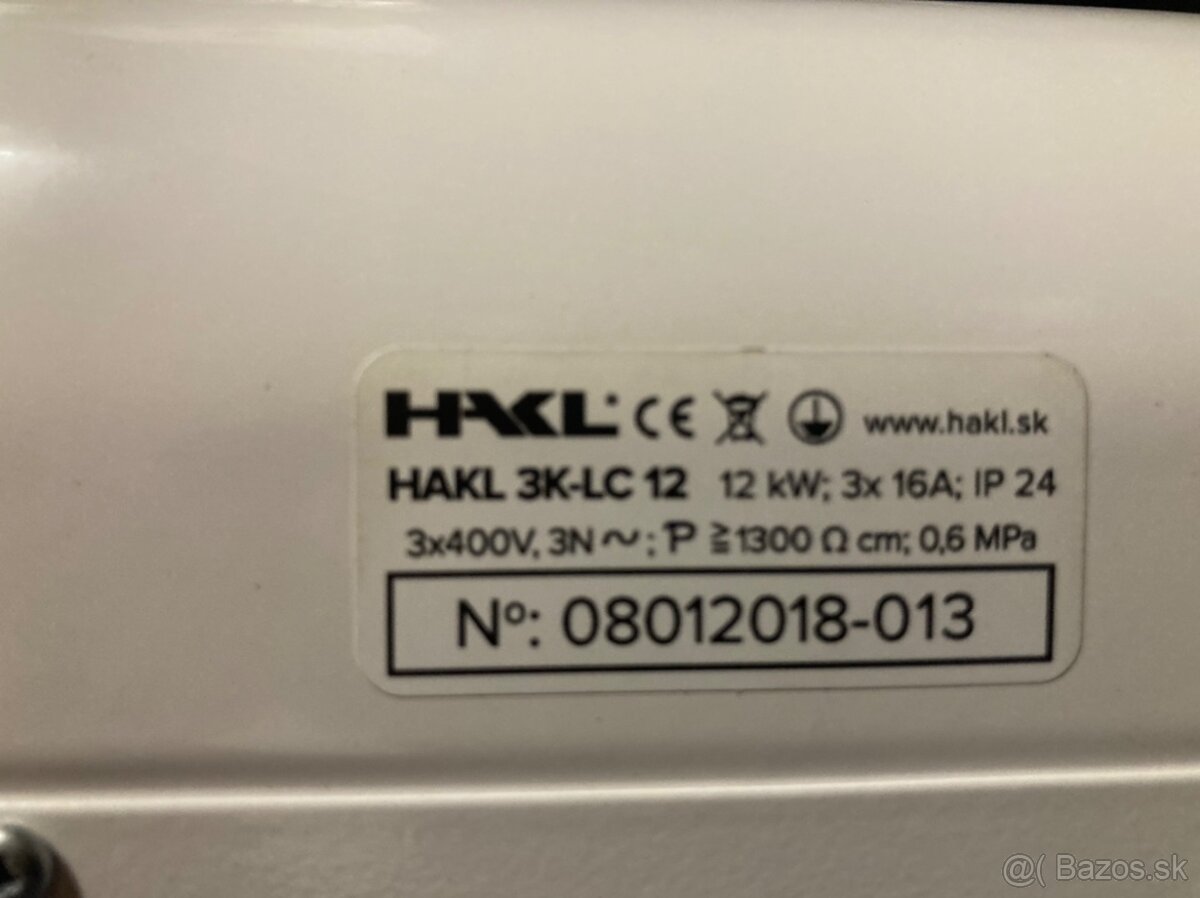 HAKL CE www.hakl.sk
HAKL 3K-LC 12 12 kW; 3x 16A; IP 24
3x400V, 3N ~ ; P ≧ 1300 Ω cm; 0,6 MPa
Nº: 08012018-013
@( Bazos.sk